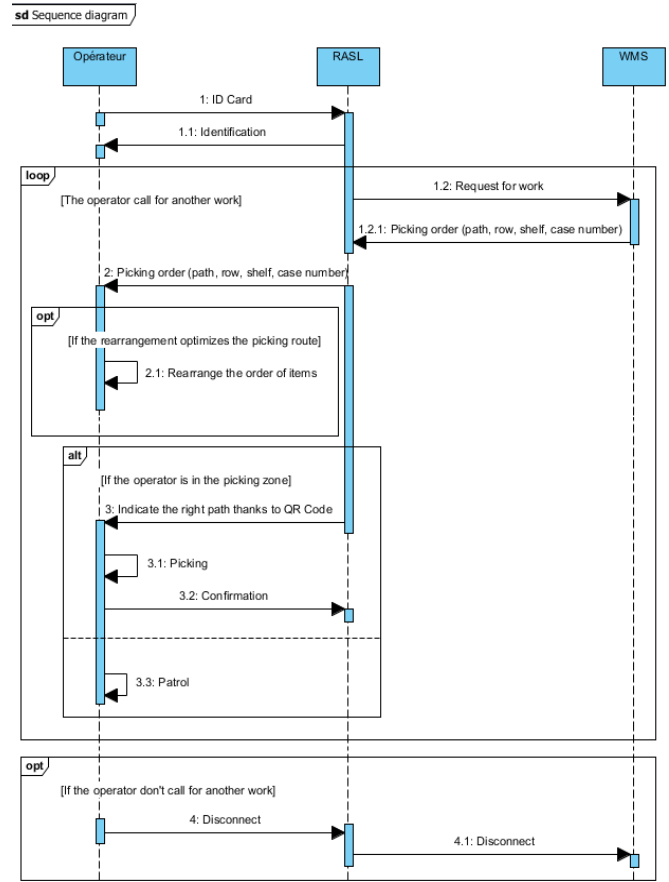 sd Sequence diagram
Opérateur
RASL
WMS
1: ID Card
1.1: Identification
loop
1.2: Request for work
[The operator call for another work]
1.2.1: Picking order (path, row, shelf, case number)
2: Picking order (path, row, shelf, case number)
opt
[If the rearrangement optimizes the picking route]
2.1: Rearrange the order of items
alt
[If the operator is in the picking zone]
3: Indicate the right path thanks to QR Code
3.1: Picking
3.2: Confirmation
3.3: Patrol
opt
[If the operator don't call for another work]
4: Disconnect
4.1: Disconnect